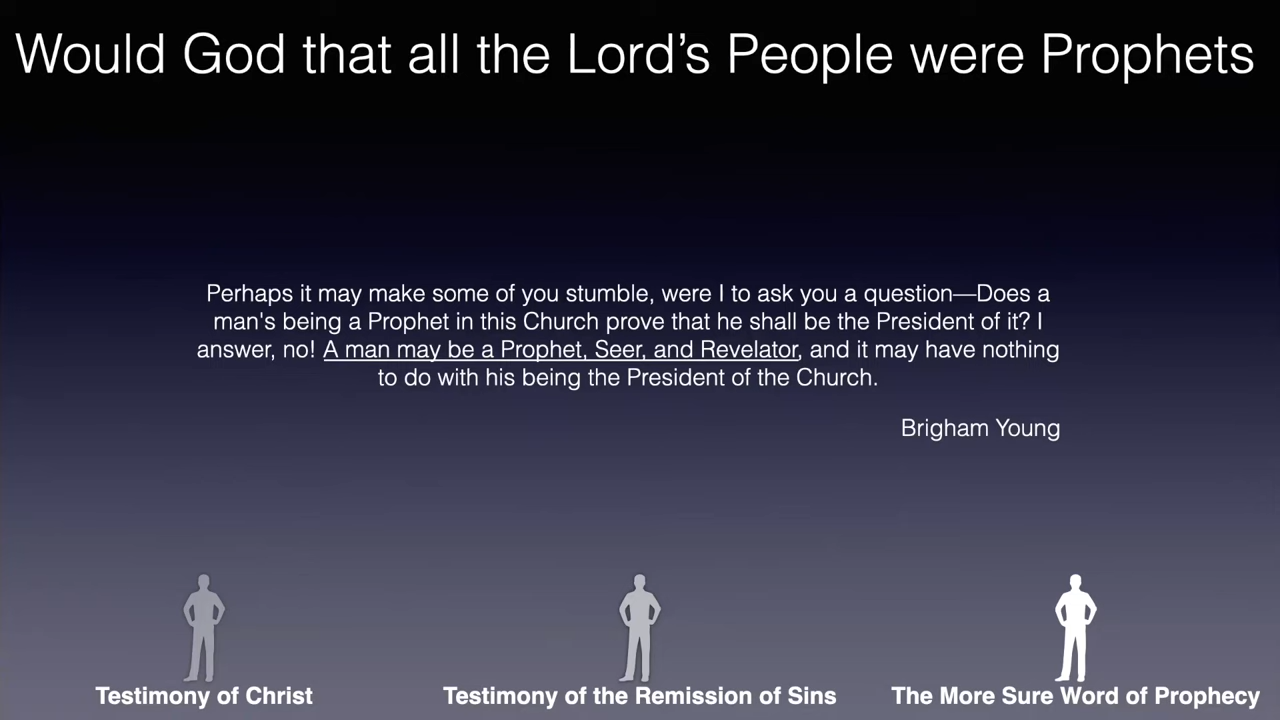 Would God that all the Lord’s People were Prophets
Perhaps it may make some of you stumble, were I to ask you a question—Does a
man's being a Prophet in this Church prove that he shall be the President of it? I
answer, no! A man may be a Prophet, Seer, and Revelator, and it may have nothing
to do with his being the President of the Church.
Brigham Young
Testimony of Christ
Testimony of the Remission of Sins
The More Sure Word of Prophecy